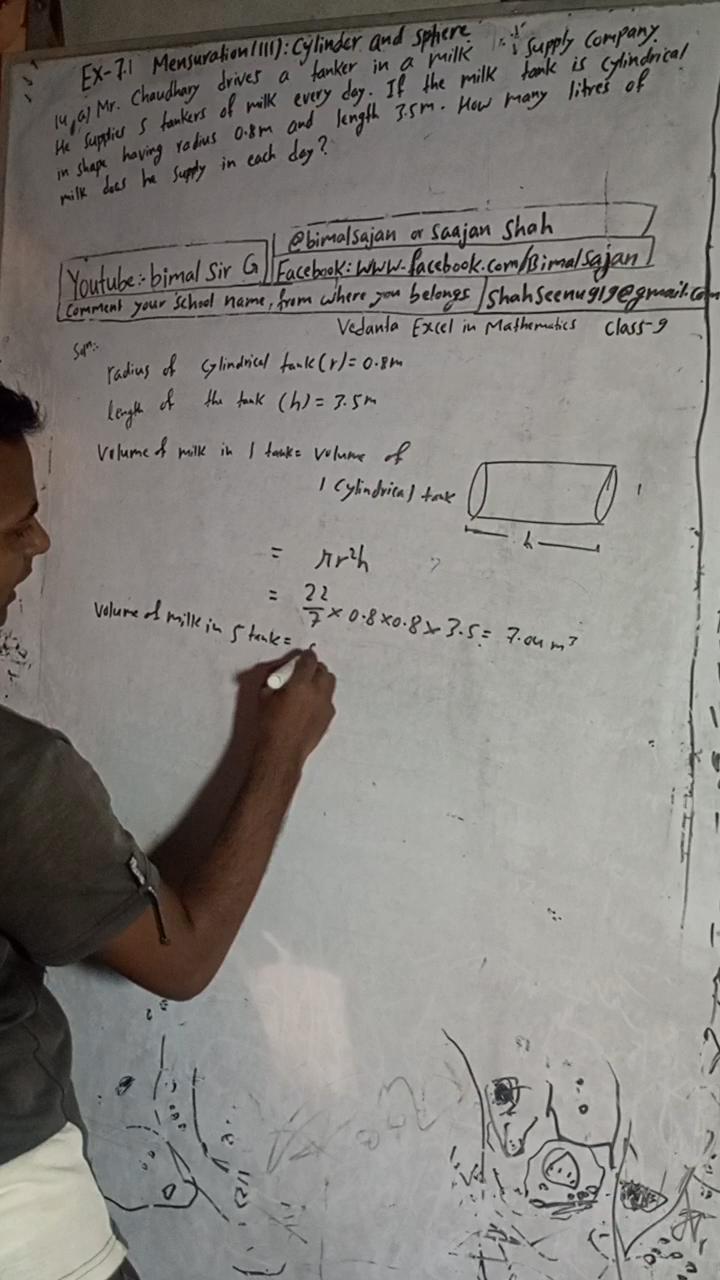 Ex-7.1 Mensuration(III): Cylinder and sphere
14.a) Mr. Chaudhary drives a tanker in a milk supply company.
He supplies 5 tankers of milk every day. If the milk tank is cylindrical
in shape having radius 0.8m and length 3.5m. How many litres of
milk does he supply in each day?
@bimalsajan or Saajan Shah
Youtube:- bimal Sir G
Facebook: www.facebook.com/Bimalsajan
Comment your school name, from where you belongs
Shahseenu919@gmail.com
Vedanta Excel in Mathematics Class-9
Solⁿ:-
radius of cylindrical tank(r)= 0.8m
length of the tank (h) = 3.5m
Volume of milk in 1 tank= volume of
1 cylindrical tank
h
= πr²h
= 22/7 × 0.8×0.8 × 3.5 = 7.04 m³
Volume of milk in 5 tank=